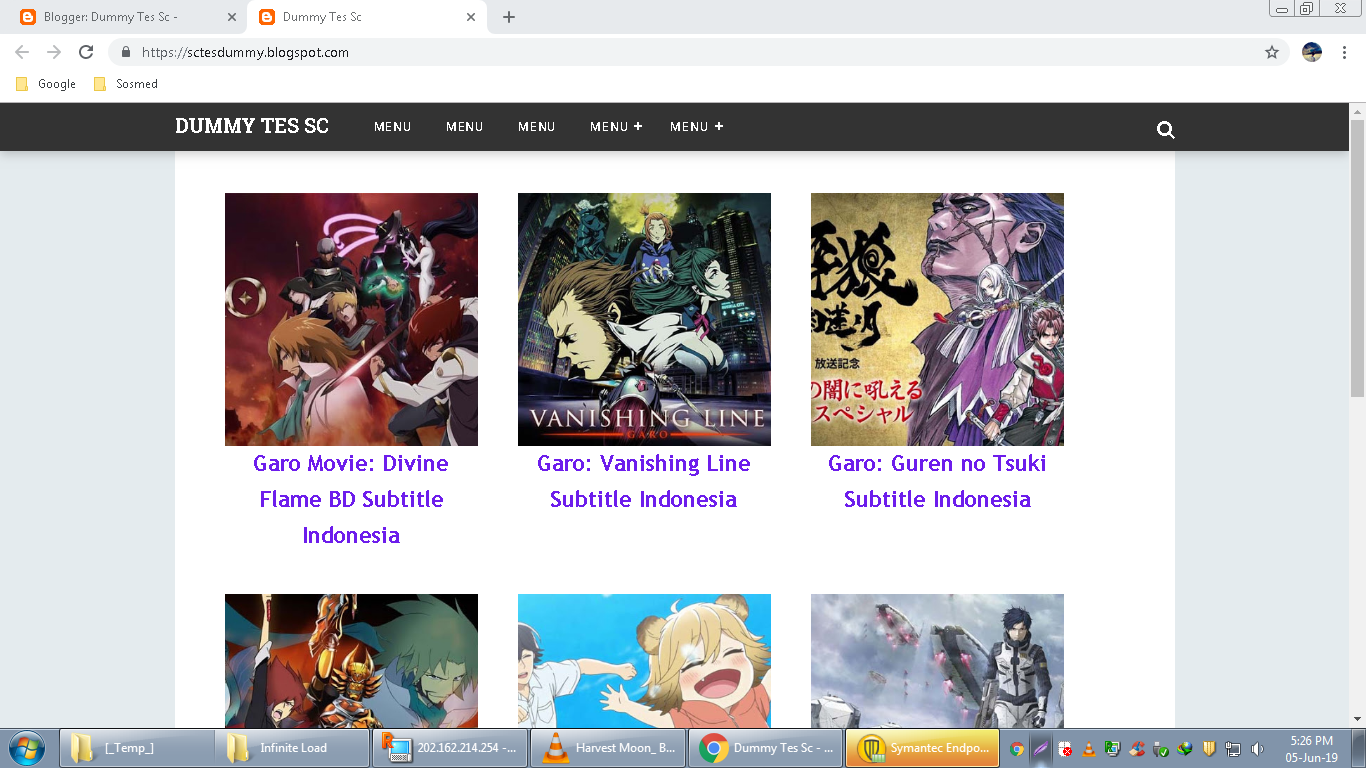 Blogger: Dummy Tes Sc -
Dummy Tes Sc
https://sctesdummy.blogspot.com
Google
Sosmed
DUMMY TES SC
MENU
MENU
MENU
MENU +
MENU +
VANISHING LINE
GARO
放送記念
の闇に吼える
スペシャル
Garo Movie: Divine
Flame BD Subtitle
Indonesia
Garo: Vanishing Line
Subtitle Indonesia
Garo: Guren no Tsuki
Subtitle Indonesia
[_Temp_]
Infinite Load
202.162.214.254 -...
Harvest Moon_ B...
Dummy Tes Sc - ...
Symantec Endpo...
5:26 PM
05-Jun-19